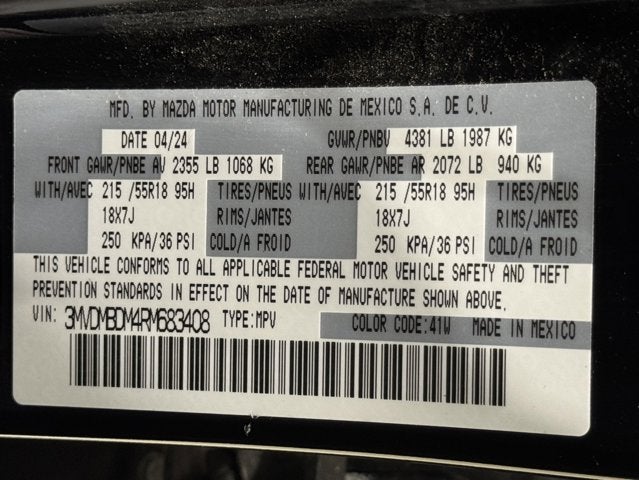 MFD. BY MAZDA MOTOR MANUFACTURING DE MEXICO S.A. DE C.V.
DATE 04/24 GVWR/PNBV 4381 LB 1987 KG
FRONT GAWR/PNBE AV 2355 LB 1068 KG REAR GAWR/PNBE AR 2072 LB 940 KG
WITH/AVEC 215 /55R18 95H TIRES/PNEUS WITH/AVEC 215 /55R18 95H TIRES/PNEUS
18X7J RIMS/JANTES 18X7J RIMS/JANTES
250 KPA/36 PSI COLD/A FROID 250 KPA/36 PSI COLD/A FROID
THIS VEHICLE CONFORMS TO ALL APPLICABLE FEDERAL MOTOR VEHICLE SAFETY AND THEFT
PREVENTION STANDARDS IN EFFECT ON THE DATE OF MANUFACTURE SHOWN ABOVE.
VIN: 3MVDMBDM4RM683408 TYPE:MPV COLOR CODE:41W MADE IN MEXICO